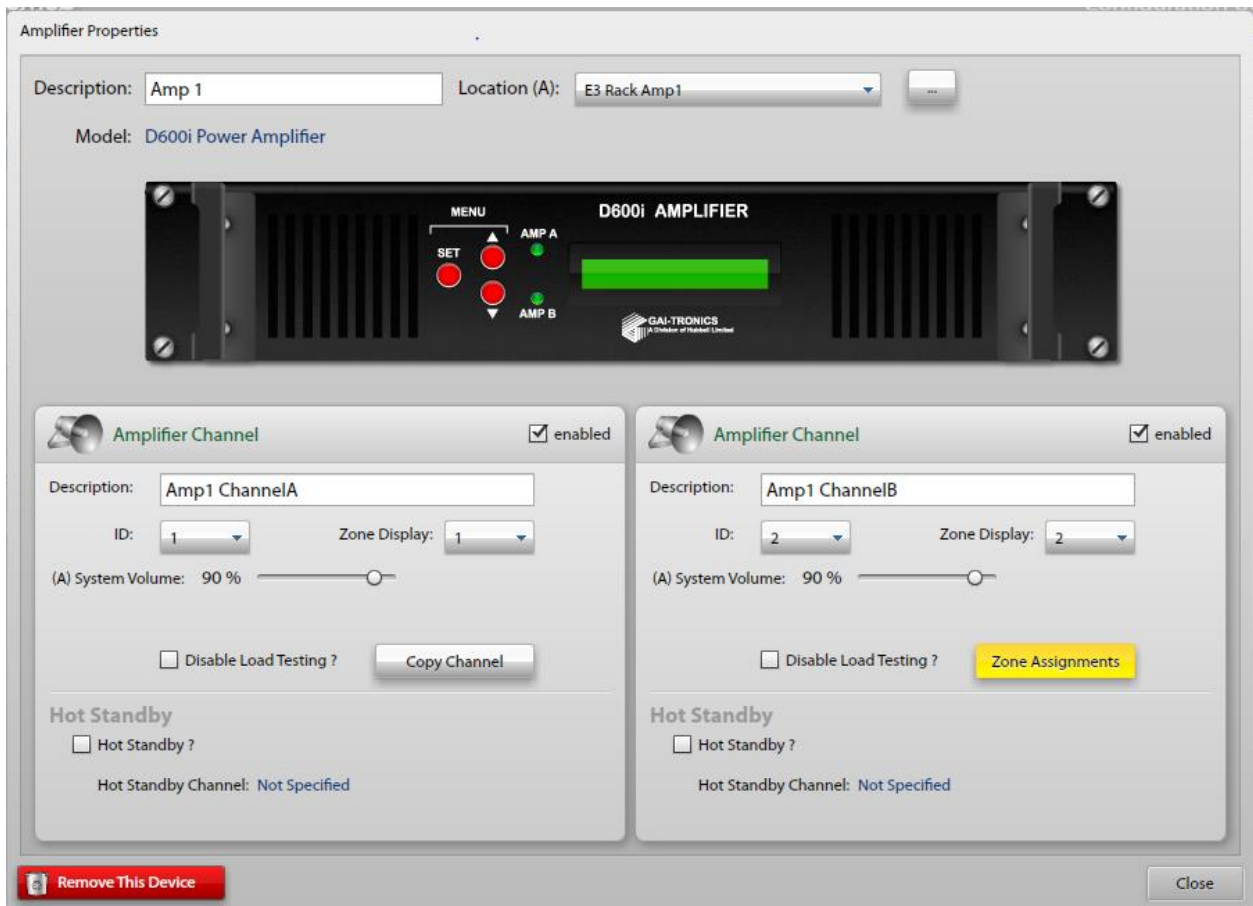 Amplifier Properties
Description: Amp 1 Location (A): E3 Rack Amp1 ...
Model: D600i Power Amplifier
MENU
D600i AMPLIFIER
SET
AMP A
AMP B
GAI-TRONICS
A Division of Hubbell Limited
Amplifier Channel enabled
Description: Amp1 ChannelA
ID: 1 Zone Display: 1
(A) System Volume: 90 %
Disable Load Testing ? Copy Channel
Hot Standby
Hot Standby ?
Hot Standby Channel: Not Specified
Amplifier Channel enabled
Description: Amp1 ChannelB
ID: 2 Zone Display: 2
(A) System Volume: 90 %
Disable Load Testing ? Zone Assignments
Hot Standby
Hot Standby ?
Hot Standby Channel: Not Specified
Remove This Device Close